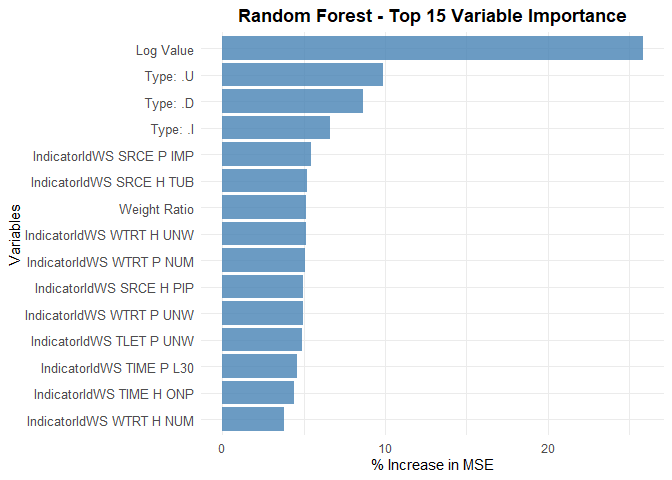 Random Forest - Top 15 Variable Importance
Variables
Log Value
Type: .U
Type: .D
Type: .I
IndicatorIdWS SRCE P IMP
IndicatorIdWS SRCE H TUB
Weight Ratio
IndicatorIdWS WTRT H UNW
IndicatorIdWS WTRT P NUM
IndicatorIdWS SRCE H PIP
IndicatorIdWS WTRT P UNW
IndicatorIdWS TLET P UNW
IndicatorIdWS TIME P L30
IndicatorIdWS TIME H ONP
IndicatorIdWS WTRT H NUM
0 10 20
% Increase in MSE